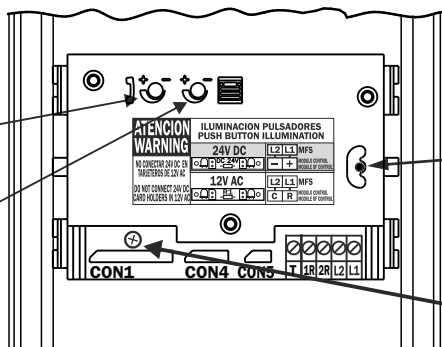 + - + -
ATENCION
WARNING
NO CONECTAR 24V DC EN
TARJETEROS DE 12V AC
DO NOT CONNECT 24V DC
CARD HOLDERS IN 12V AC
ILUMINACION PULSADORES
PUSH BUTTON ILLUMINATION
24V DC L2 L1 MFS
DC 24V - + MODULO CONTROL
MODULE OF CONTROL
12V AC L2 L1 MFS
C R MODULO CONTROL
MODULE OF CONTROL
CON1 CON4 CON5 T 1R 2R L2 L1